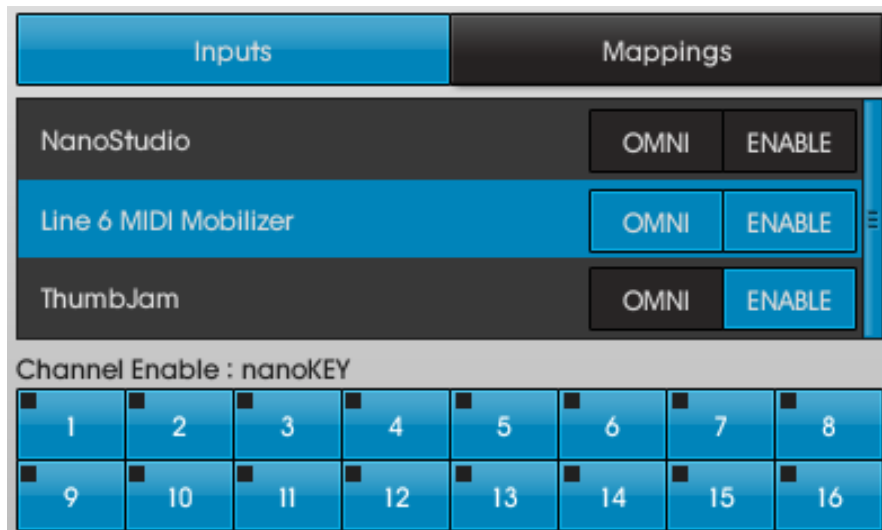 Inputs Mappings
NanoStudio OMNI ENABLE
Line 6 MIDI Mobilizer OMNI ENABLE
ThumbJam OMNI ENABLE
Channel Enable : nanoKEY
1 2 3 4 5 6 7 8
9 10 11 12 13 14 15 16